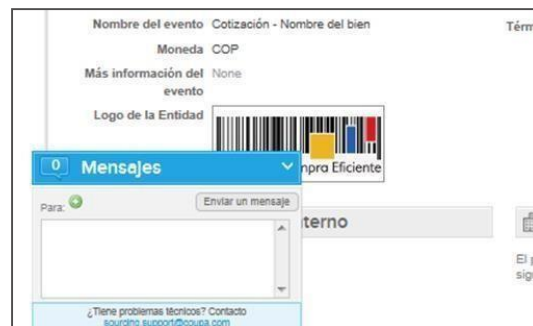 Nombre del evento Cotización - Nombre del bien
Térm
Moneda COP
Más información del None
evento
Logo de la Entidad
mpra Eficiente
0 Mensajes
Para: Enviar un mensaje
terno
El p
sigu
¿Tiene problemas técnicos? Contacto
sourcing.support@coupa.com